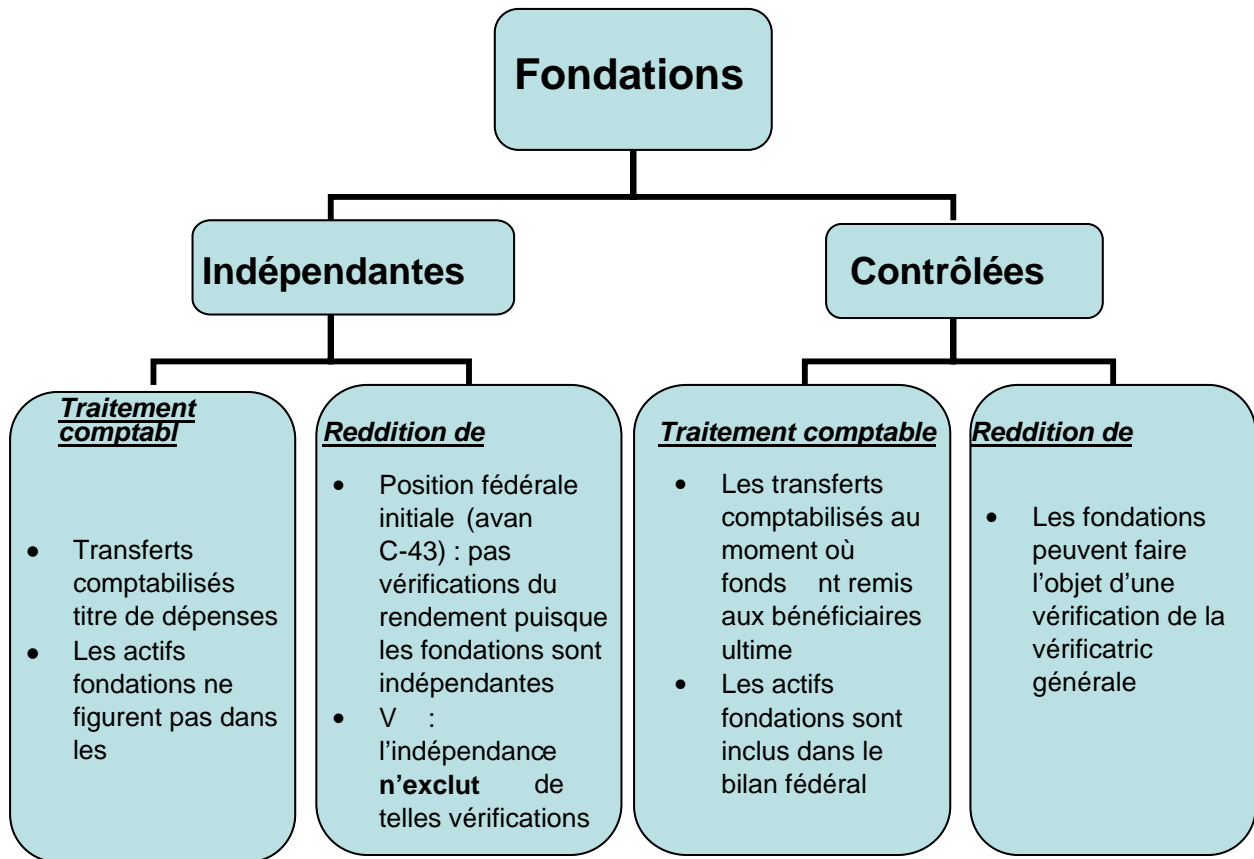 Fondations
Indépendantes
Contrôlées
Traitement
comptabl
• Transferts
comptabilisés
titre de dépenses
• Les actifs
fondations ne
figurent pas dans
les
Reddition de
• Position fédérale
initiale (avan
C-43) : pas
vérifications du
rendement puisque
les fondations sont
indépendantes
• V :
l’indépendance
n’exclut de
telles vérifications
Traitement comptable
• Les transferts
comptabilisés au
moment où
fonds nt remis
aux bénéficiaires
ultime
• Les actifs
fondations sont
inclus dans le
bilan fédéral
Reddition de
• Les fondations
peuvent faire
l’objet d’une
vérification de la
vérificatric
générale